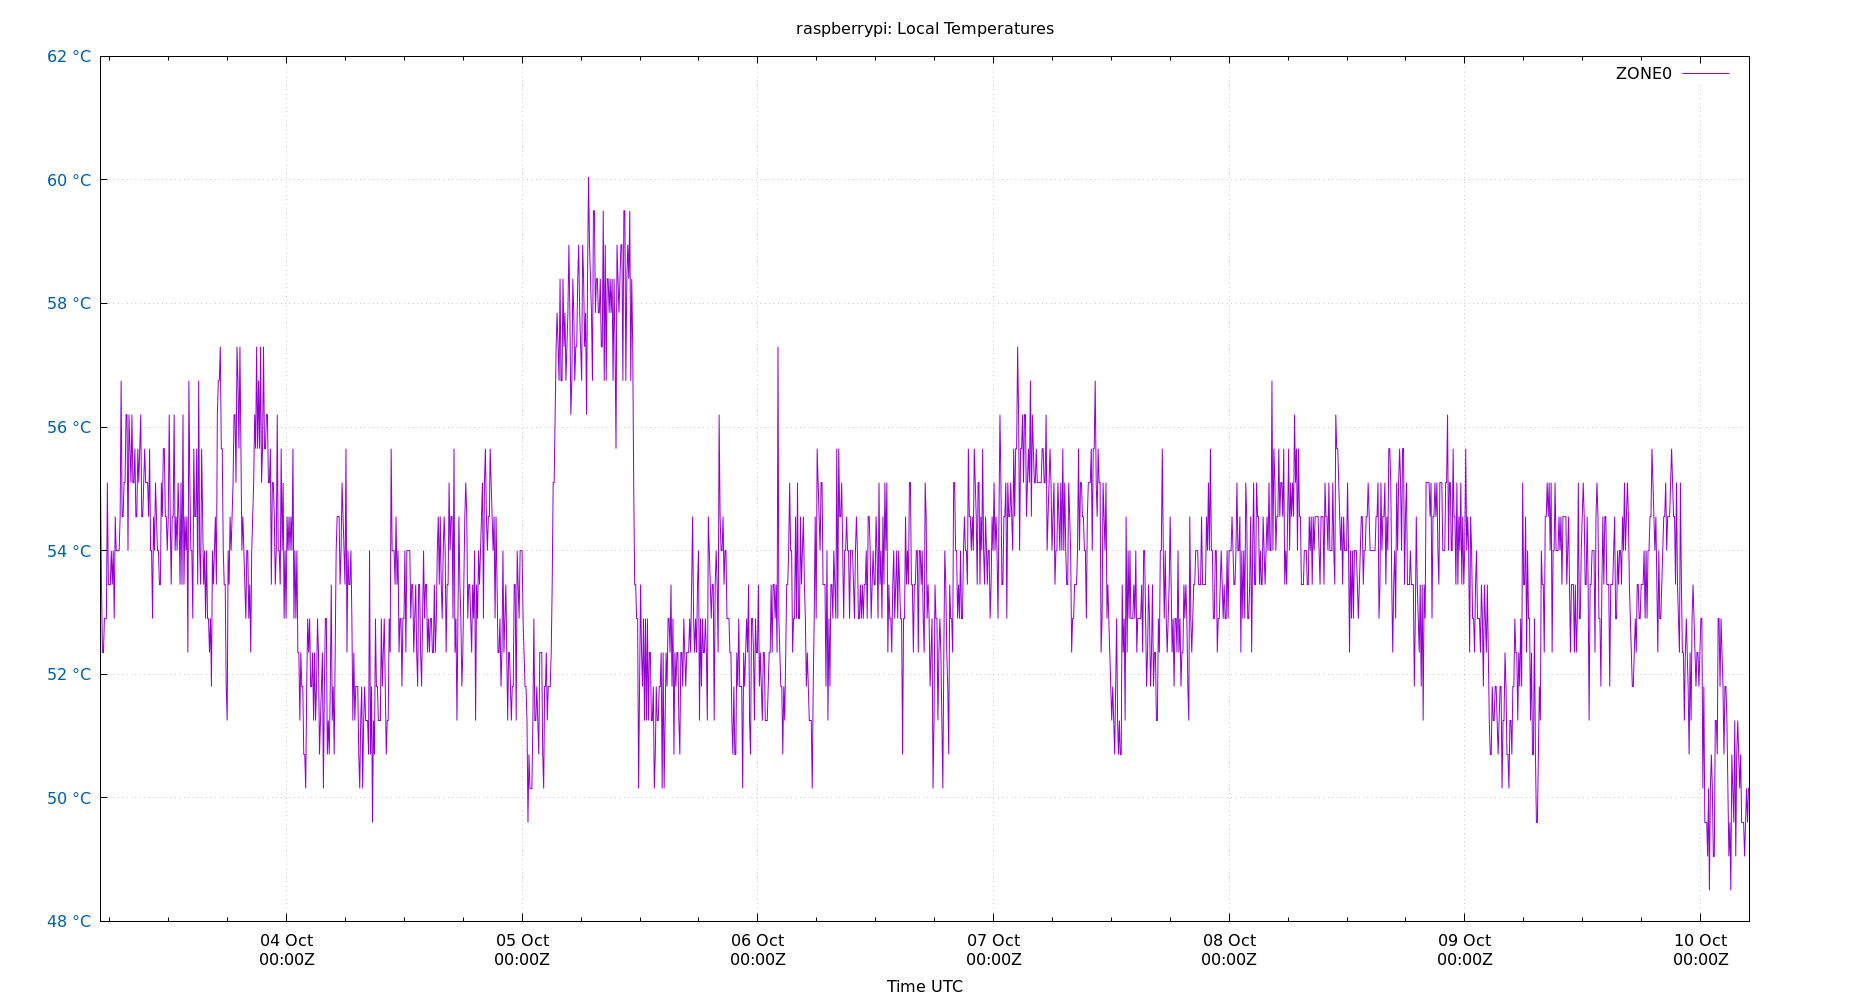 raspberrypi: Local Temperatures
62 °C
ZONE0
60 °C
58 °C
56 °C
54 °C
52 °C
50 °C
48 °C
04 Oct
00:00Z
05 Oct
00:00Z
06 Oct
00:00Z
07 Oct
00:00Z
08 Oct
00:00Z
09 Oct
00:00Z
10 Oct
00:00Z
Time UTC